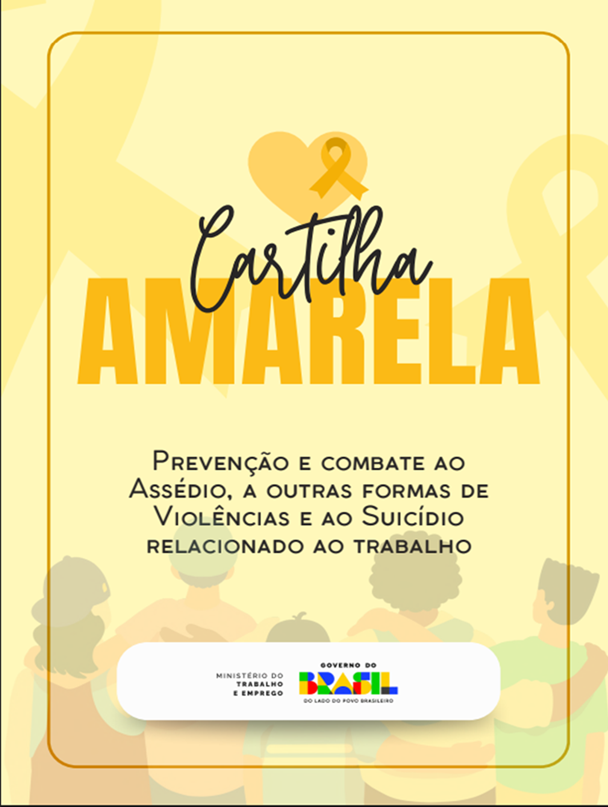 Cartilha
AMARELA
Prevenção e combate ao
Assédio, a outras formas de
Violências e ao Suicídio
relacionado ao trabalho
MINISTÉRIO DO
TRABALHO
E EMPREGO
GOVERNO DO
BRASIL
DO LADO DO POVO BRASILEIRO